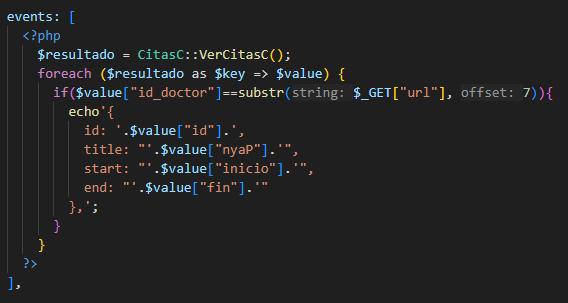 events: [
<?php
$resultado = CitasC::VerCitasC();
foreach ($resultado as $key => $value) {
if($value["id_doctor"]==substr(string: $_GET["url"], offset: 7)){
echo'{
id: '.$value["id"].',
title: "'.$value["nyaP"].'",
start: "'.$value["inicio"].'",
end: "'.$value["fin"].'"
},';
}
}
?>
],